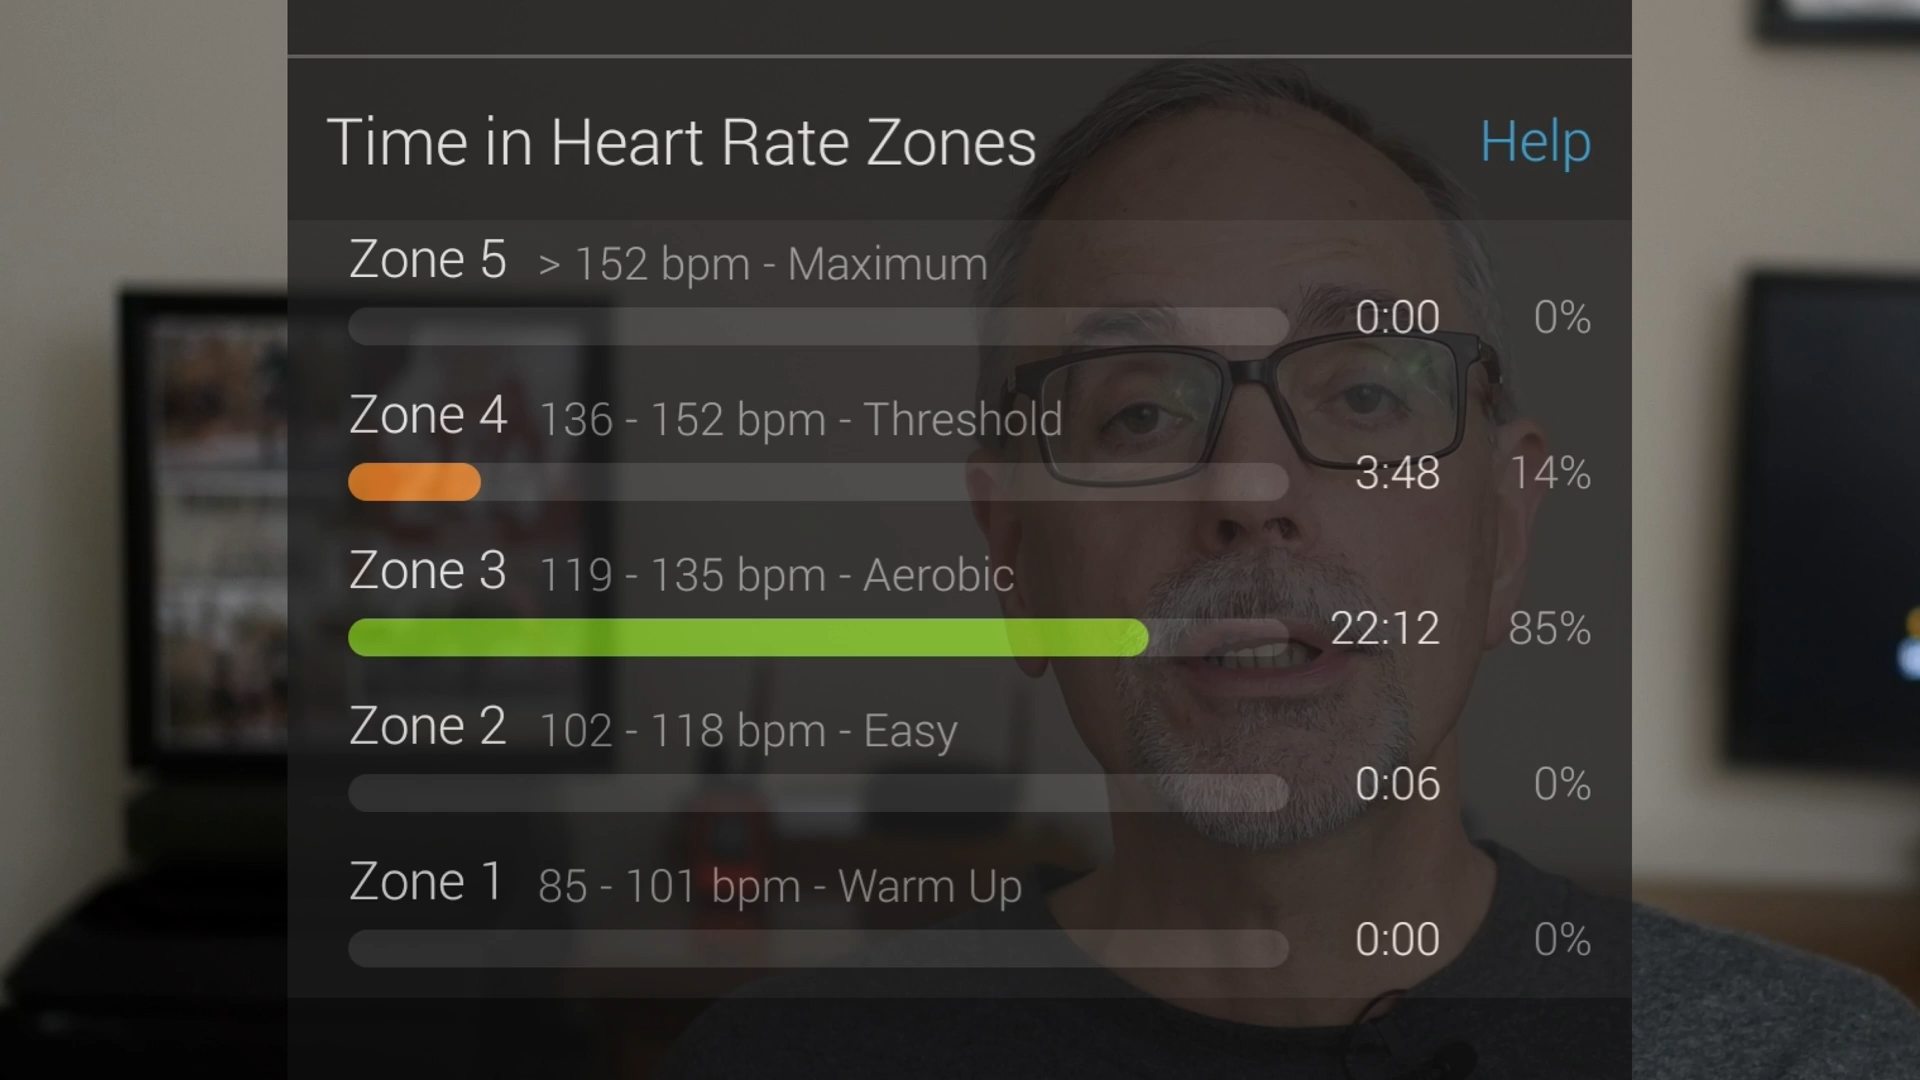 Time in Heart Rate Zones Help
Zone 5 > 152 bpm - Maximum
0:00 0%
Zone 4 136 - 152 bpm - Threshold
3:48 14%
Zone 3 119 - 135 bpm - Aerobic
22:12 85%
Zone 2 102 - 118 bpm - Easy
0:06 0%
Zone 1 85 - 101 bpm - Warm Up
0:00 0%